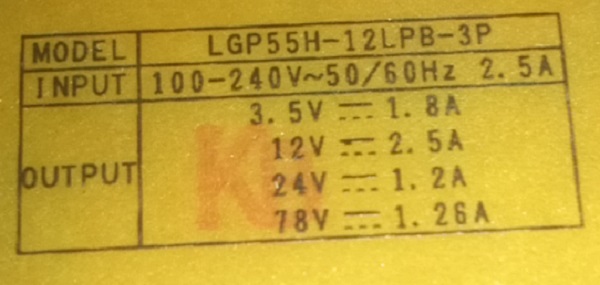 MODEL LGP55H-12LPB-3P
INPUT 100-240V~50/60Hz 2.5A
OUTPUT
3.5V ⎓ 1.8A
12V ⎓ 2.5A
24V ⎓ 1.2A
78V ⎓ 1.26A